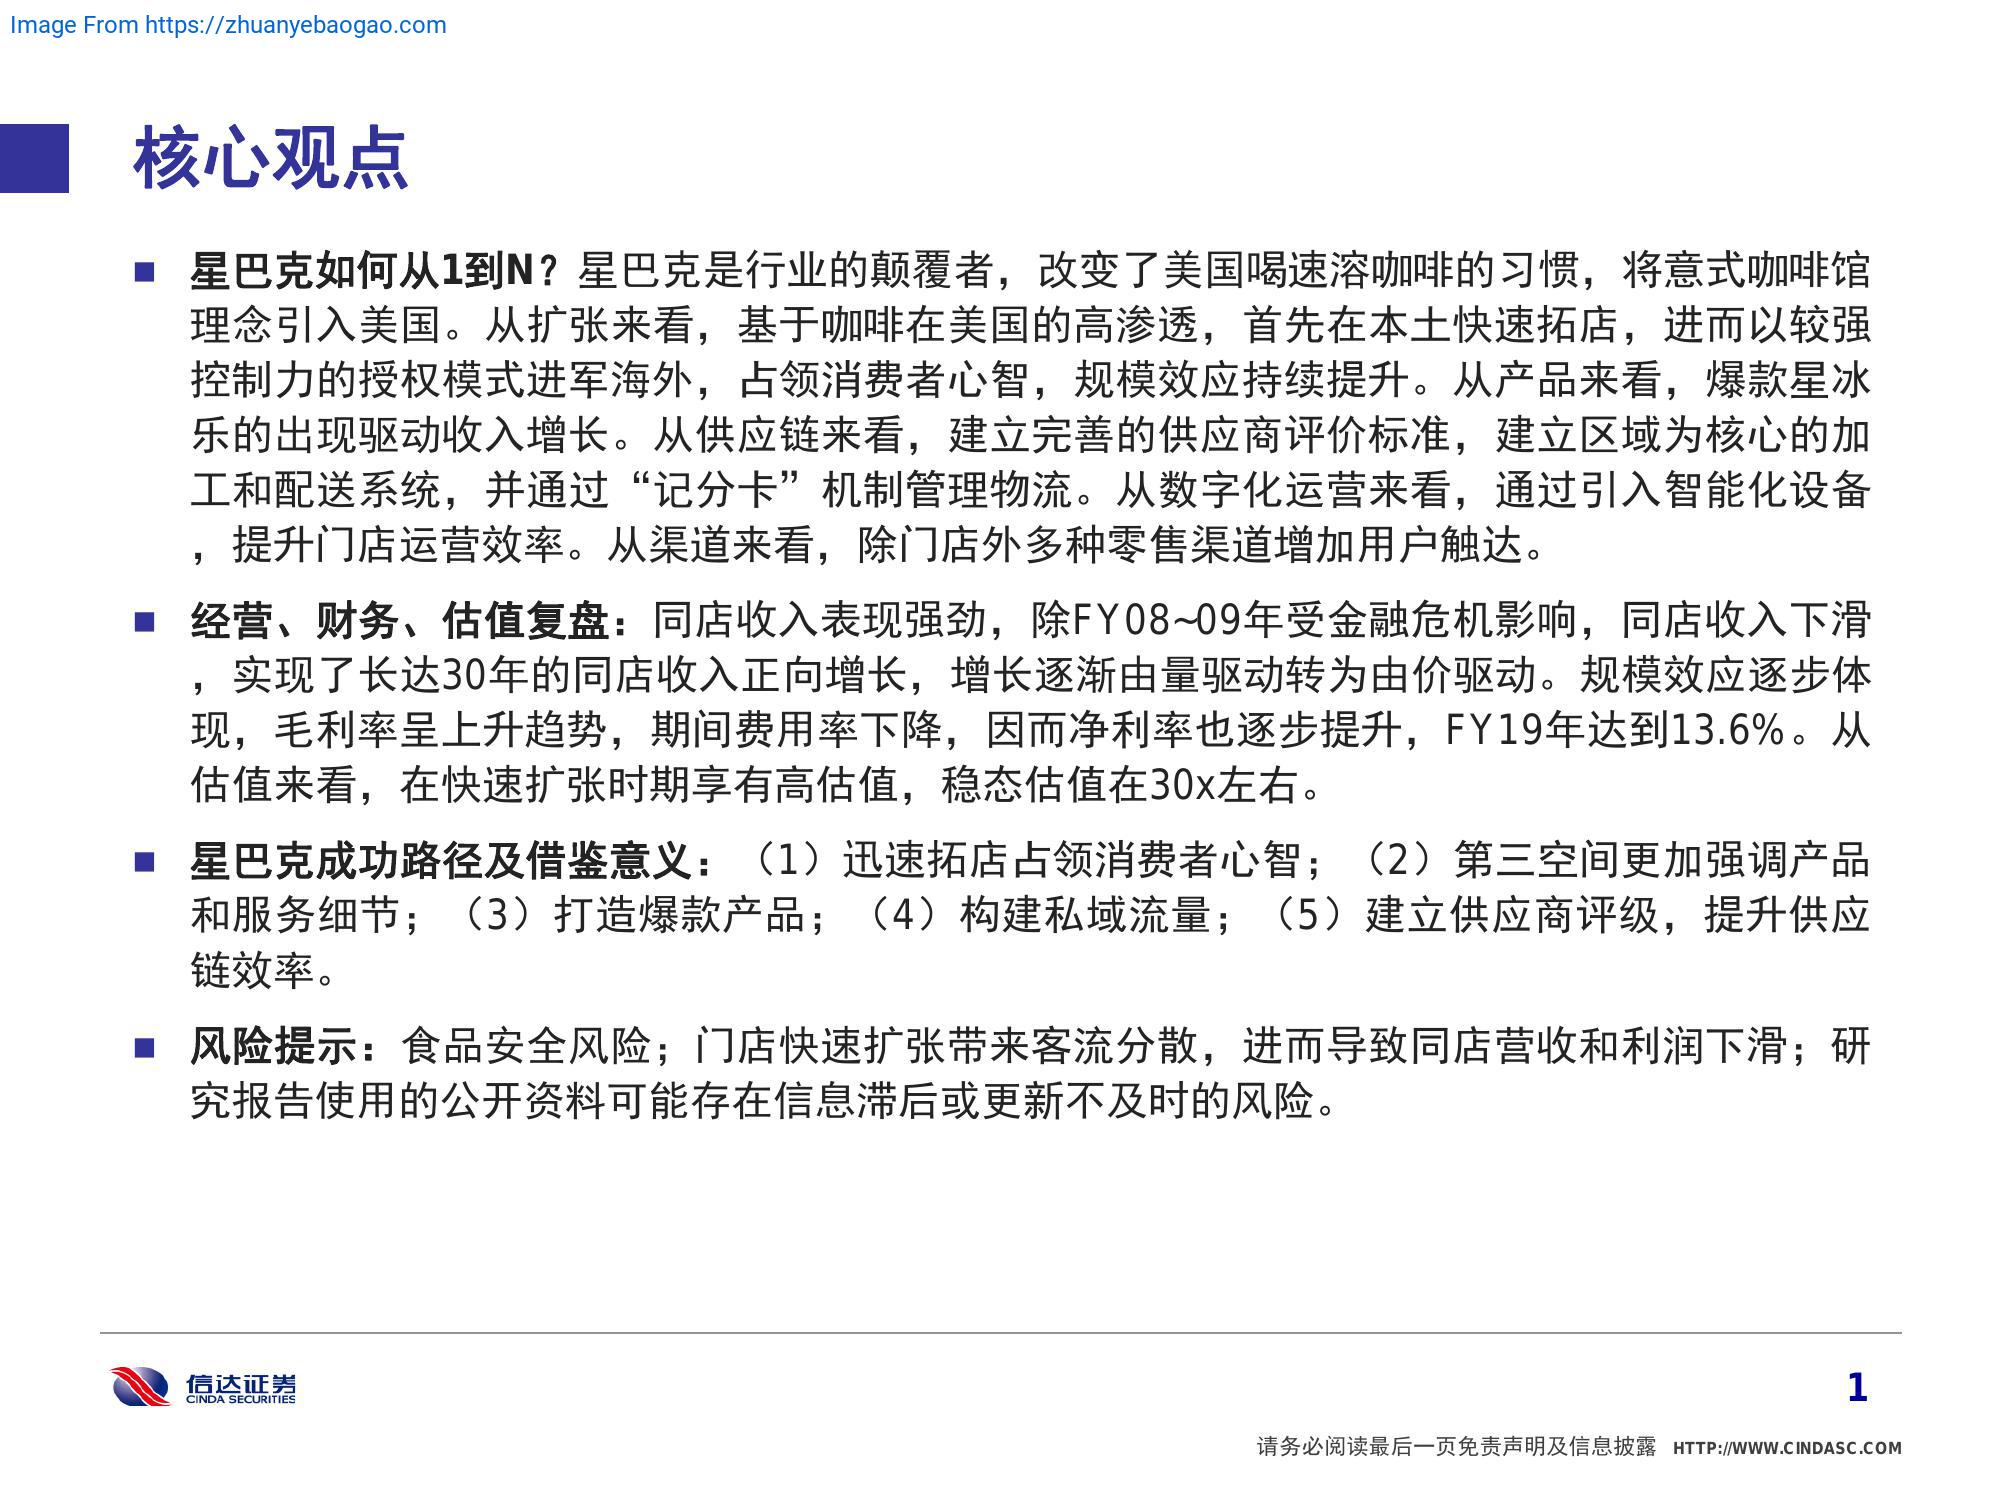 Image From https://zhuanyebaogao.com
核心观点
■ 星巴克如何从1到N？星巴克是行业的颠覆者，改变了美国喝速溶咖啡的习惯，将意式咖啡馆
理念引入美国。从扩张来看，基于咖啡在美国的高渗透，首先在本土快速拓店，进而以较强
控制力的授权模式进军海外，占领消费者心智，规模效应持续提升。从产品来看，爆款星冰
乐的出现驱动收入增长。从供应链来看，建立完善的供应商评价标准，建立区域为核心的加
工和配送系统，并通过“记分卡”机制管理物流。从数字化运营来看，通过引入智能化设备
，提升门店运营效率。从渠道来看，除门店外多种零售渠道增加用户触达。
■ 经营、财务、估值复盘：同店收入表现强劲，除FY08~09年受金融危机影响，同店收入下滑
，实现了长达30年的同店收入正向增长，增长逐渐由量驱动转为由价驱动。规模效应逐步体
现，毛利率呈上升趋势，期间费用率下降，因而净利率也逐步提升，FY19年达到13.6%。从
估值来看，在快速扩张时期享有高估值，稳态估值在30x左右。
■ 星巴克成功路径及借鉴意义：（1）迅速拓店占领消费者心智；（2）第三空间更加强调产品
和服务细节；（3）打造爆款产品；（4）构建私域流量；（5）建立供应商评级，提升供应
链效率。
■ 风险提示：食品安全风险；门店快速扩张带来客流分散，进而导致同店营收和利润下滑；研
究报告使用的公开资料可能存在信息滞后或更新不及时的风险。
信达证券
CINDA SECURITIES
1
请务必阅读最后一页免责声明及信息披露 HTTP://WWW.CINDASC.COM